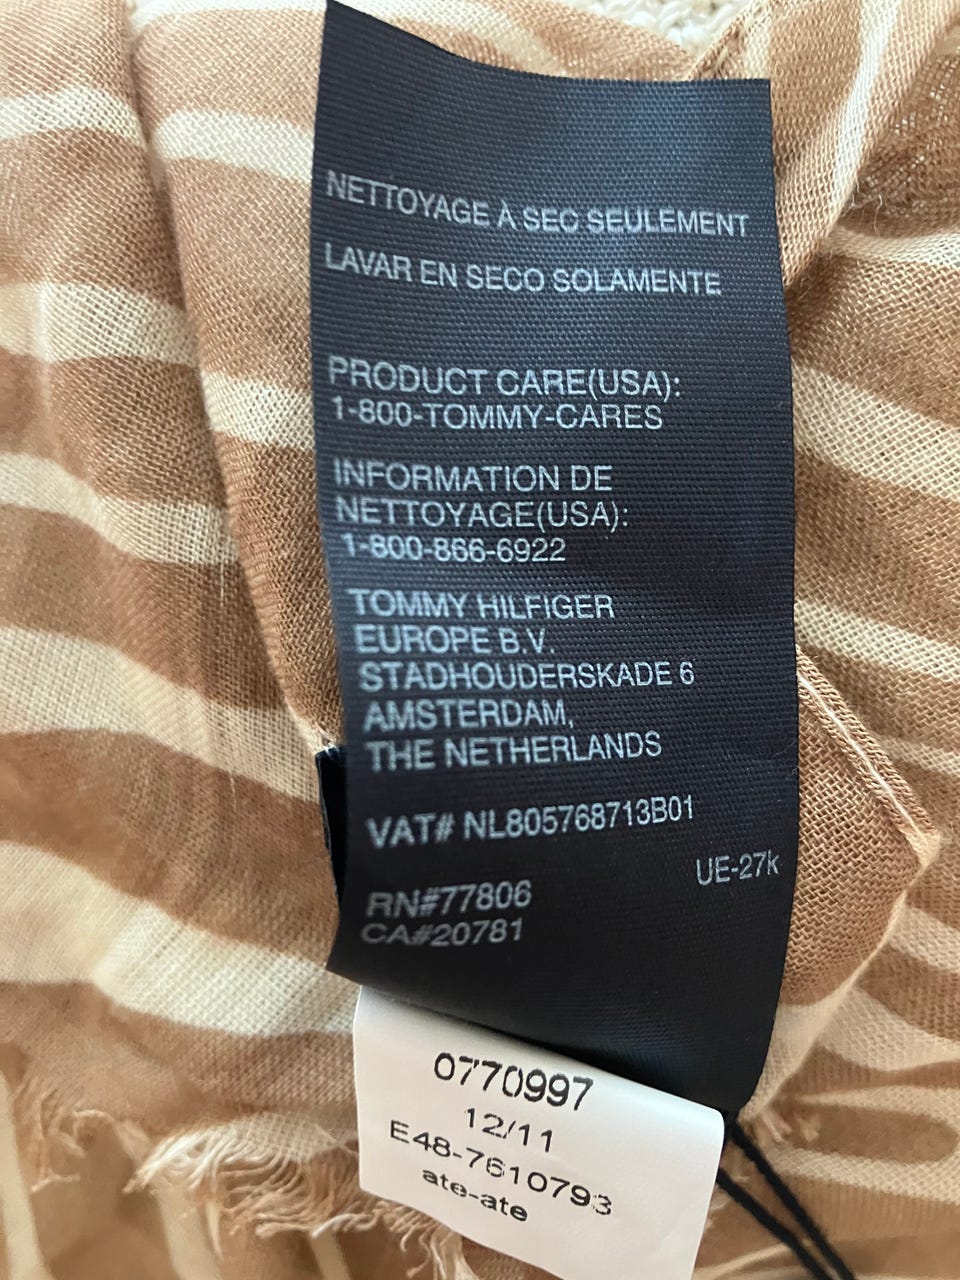 NETTOYAGE À SEC SEULEMENT
LAVAR EN SECO SOLAMENTE
PRODUCT CARE(USA):
1-800-TOMMY-CARES
INFORMATION DE
NETTOYAGE(USA):
1-800-866-6922
TOMMY HILFIGER
EUROPE B.V.
STADHOUDERSKADE 6
AMSTERDAM,
THE NETHERLANDS
VAT# NL805768713B01
UE-27k
RN#77806
CA#20781
0770997
12/11
E48-7610793
ate-ate